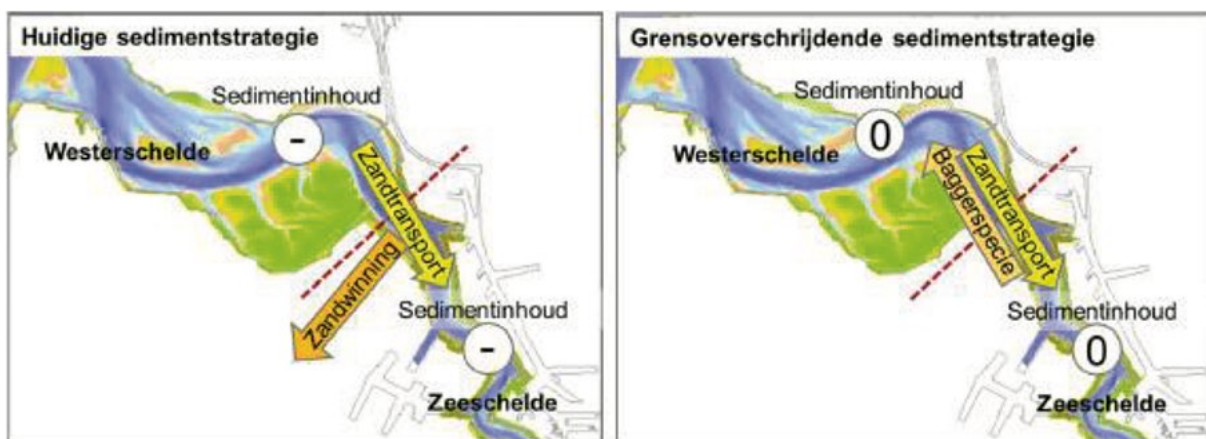 Huidige sedimentstrategie
Sedimentinhoud
-
Westerschelde
Zandtransport
Zandwinning
Sedimentinhoud
-
Zeeschelde
Grensoverschrijdende sedimentstrategie
Sedimentinhoud
0
Westerschelde
Zandtransport
Baggerspecie
Sedimentinhoud
0
Zeeschelde